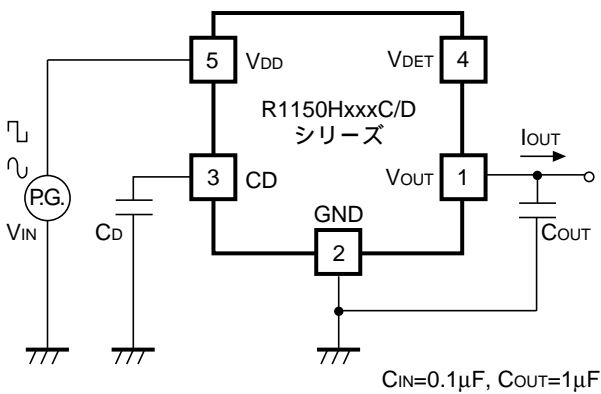 5 VDD
VDET 4
R1150HxxxC/D
シリーズ
IOUT
3 CD
VOUT 1
P.G.
VIN
CD
GND
COUT
2
CIN=0.1μF, COUT=1μF